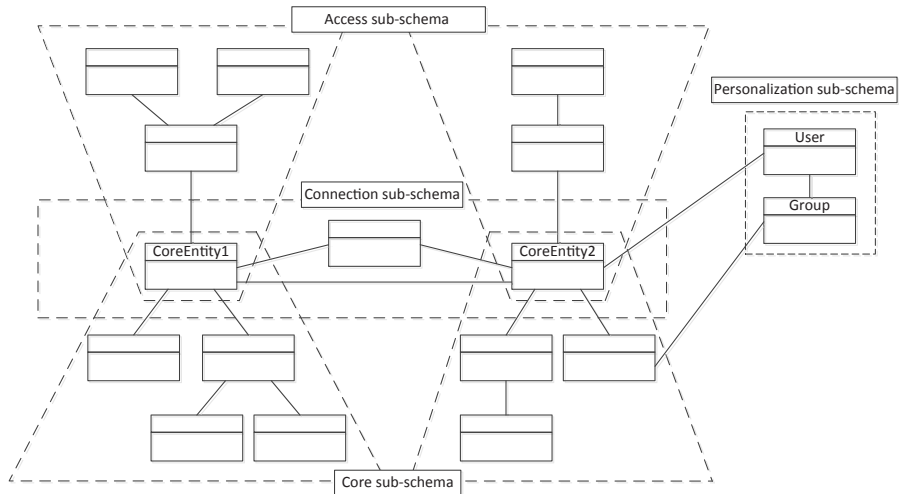 Access sub-schema
Personalization sub-schema
User
Connection sub-schema
Group
CoreEntity1
CoreEntity2
Core sub-schema